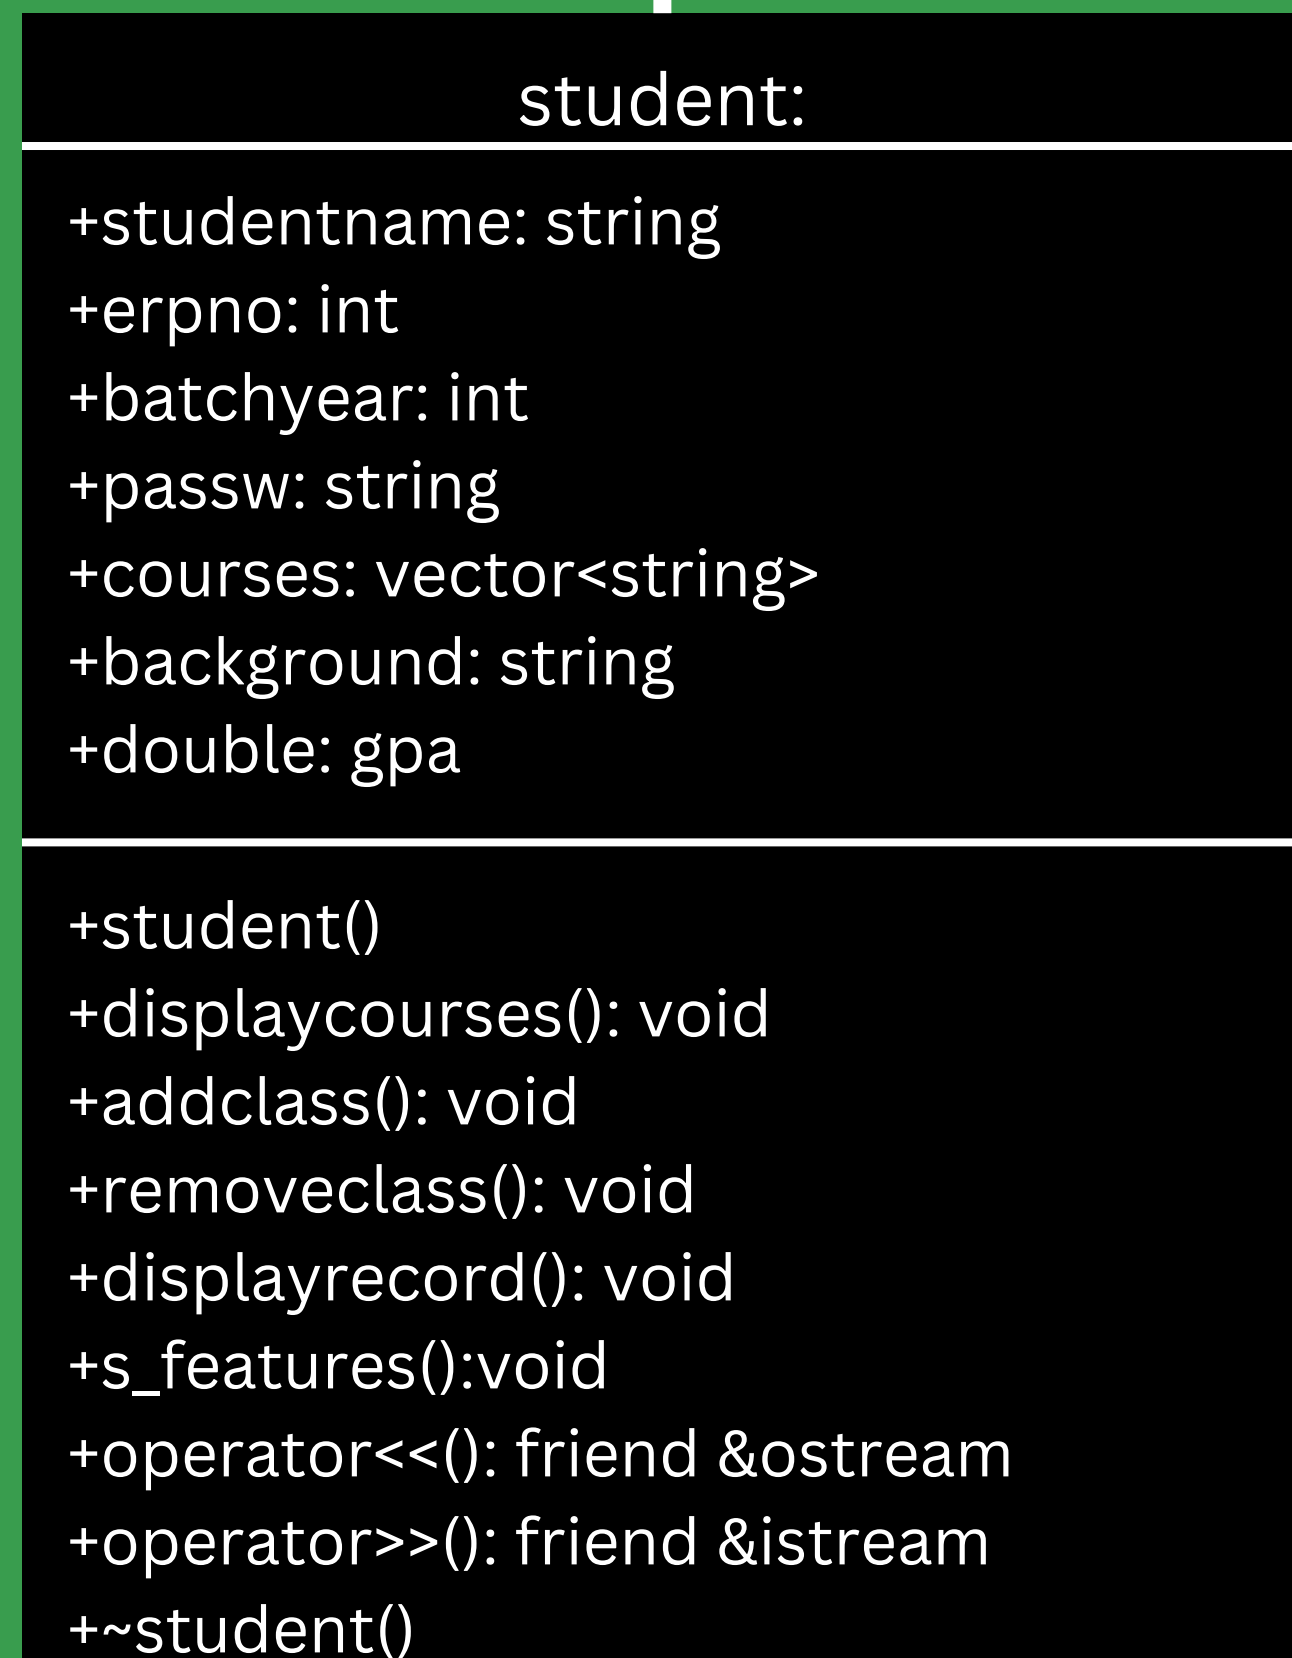 student:
+studentname: string
+erpno: int
+batchyear: int
+passw: string
+courses: vector<string>
+background: string
+double: gpa
+student()
+displaycourses(): void
+addclass(): void
+removeclass(): void
+displayrecord(): void
+s_features():void
+operator<<(): friend &ostream
+operator>>(): friend &istream
+~student()